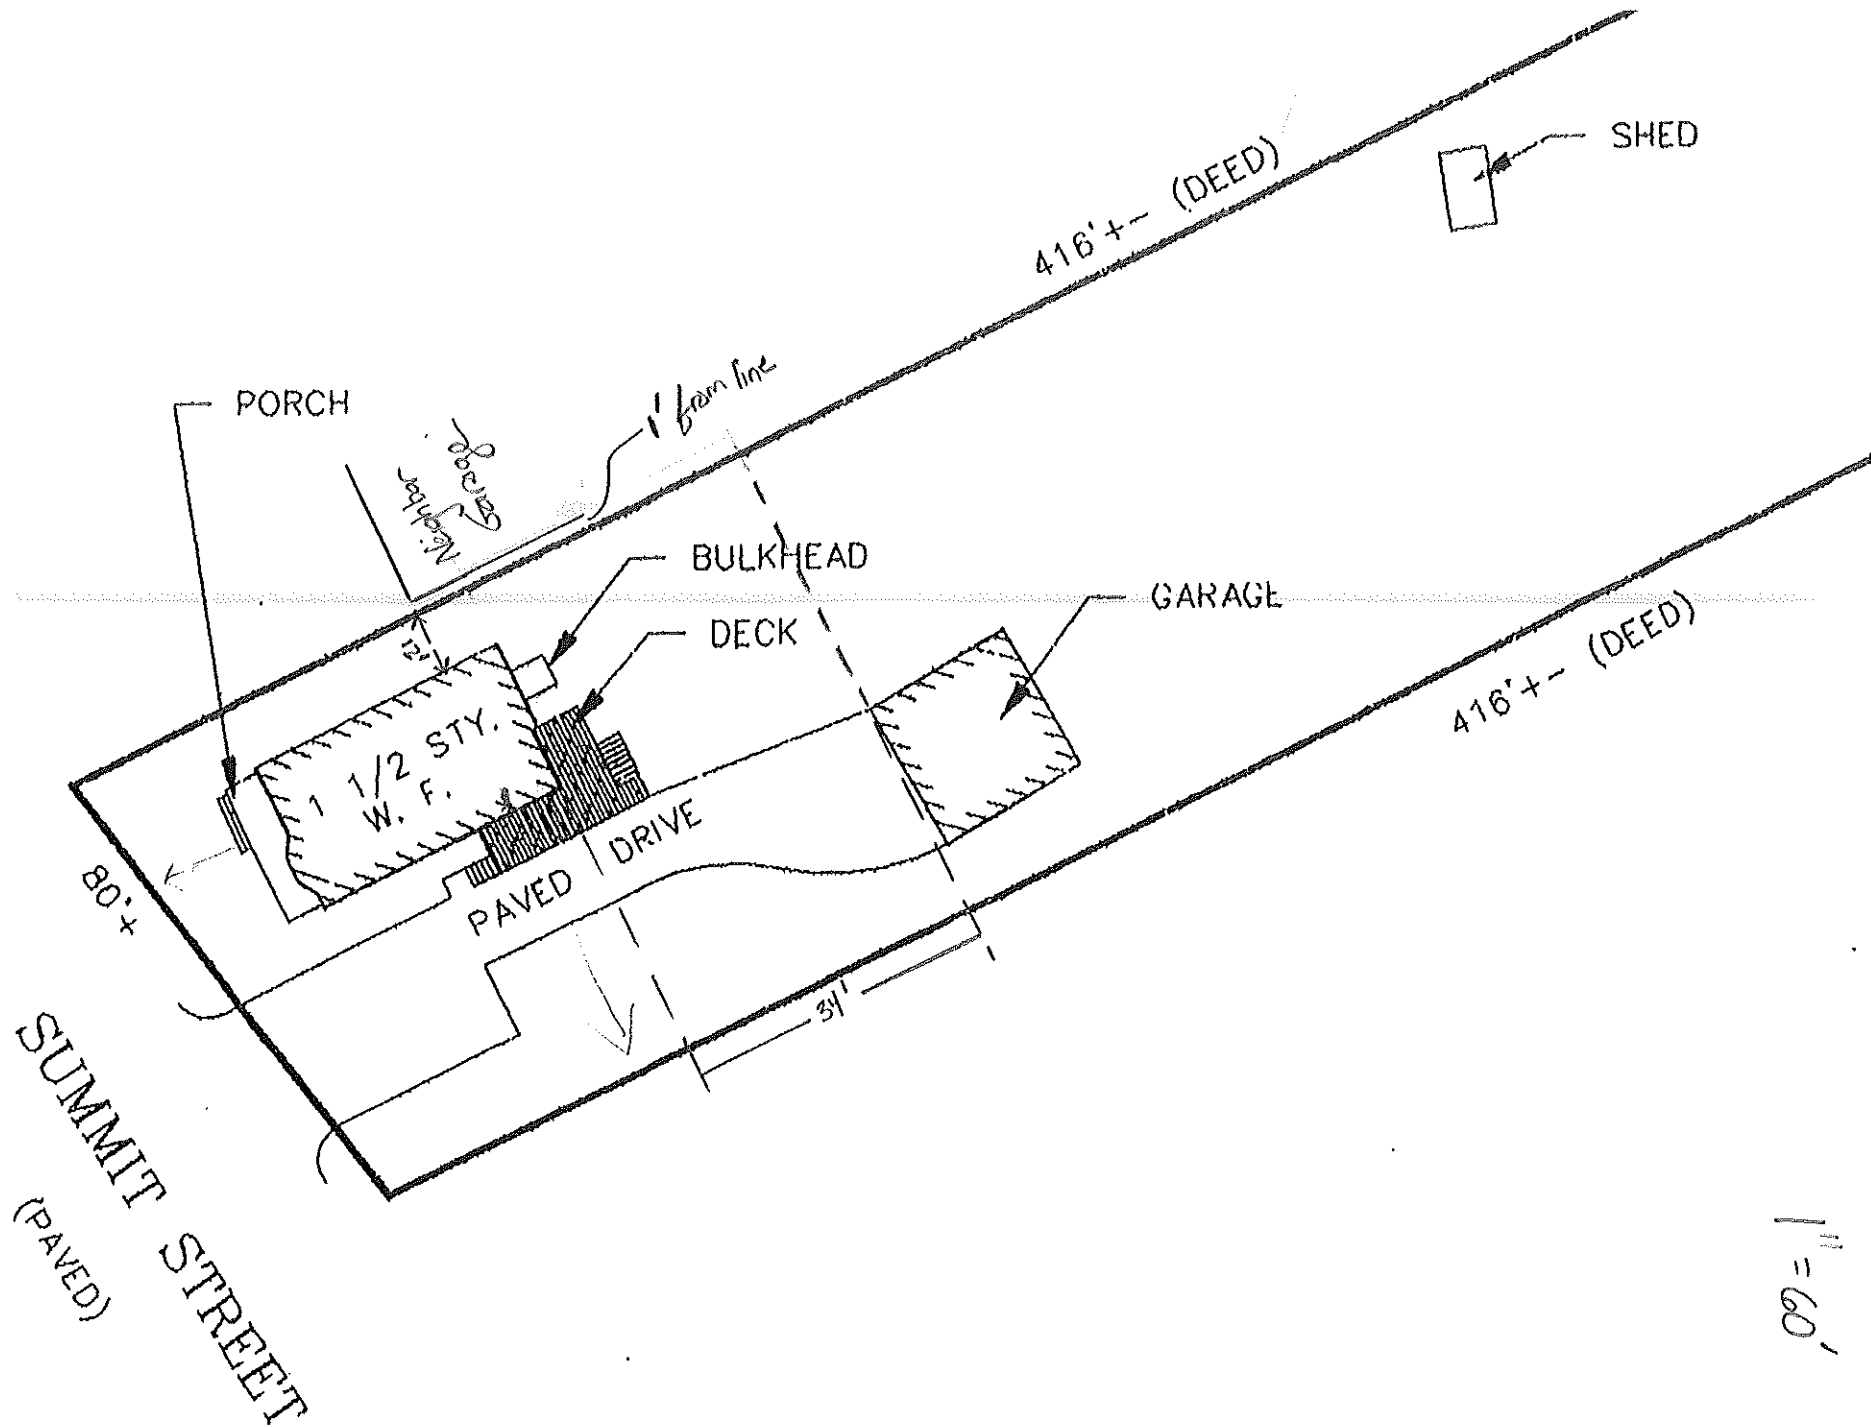 SHED
416'+- (DEED)
PORCH
1' from line
Neighbor
Garage
BULKHEAD
DECK
GARAGE
12'
416'+- (DEED)
1 1/2 STY.
W. F.
PAVED DRIVE
80'+
SUMMIT STREET
(PAVED)
1" = 60'